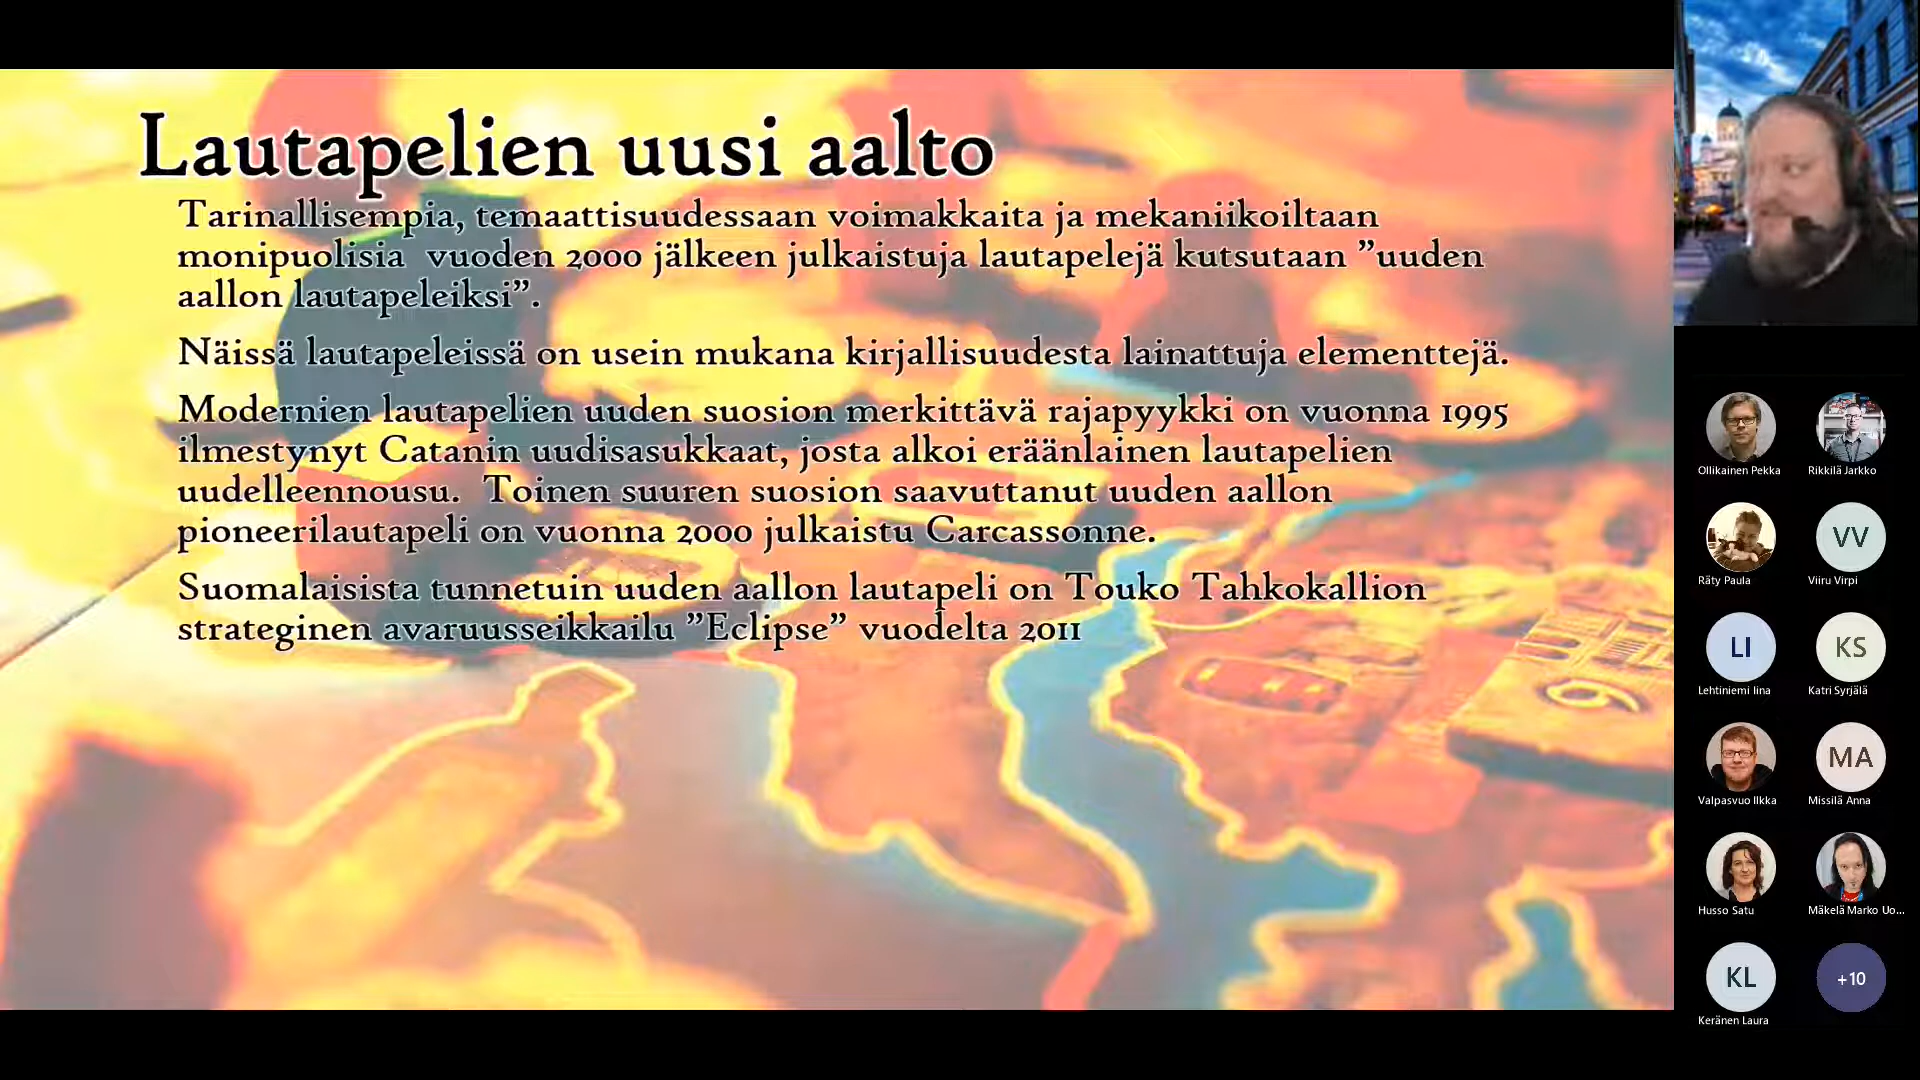 Lautapelien uusi aalto
Tarinallisempia, temaattisuudessaan voimakkaita ja mekaniikoiltaan
monipuolisia vuoden 2000 jälkeen julkaistuja lautapelejä kutsutaan ”uuden
aallon lautapeleiksi”.
Näissä lautapeleissä on usein mukana kirjallisuudesta lainattuja elementtejä.
Modernien lautapelien uuden suosion merkittävä rajapyykki on vuonna 1995
ilmestynyt Catanin uudisasukkaat, josta alkoi eräänlainen lautapelien
uudelleennousu. Toinen suuren suosion saavuttanut uuden aallon
pioneerilautapeli on vuonna 2000 julkaistu Carcassonne.
Suomalaisista tunnetuin uuden aallon lautapeli on Touko Tahkokallion
strateginen avaruusseikkailu ”Eclipse” vuodelta 2011
9
Ollikainen Pekka
Rikkilä Jarkko
Räty Paula
VV
Viiru Virpi
LI
Lehtiniemi Iina
KS
Katri Syrjälä
Valpasvuo Ilkka
MA
Missilä Anna
Husso Satu
Mäkelä Marko Uo...
KL
Keränen Laura
+10